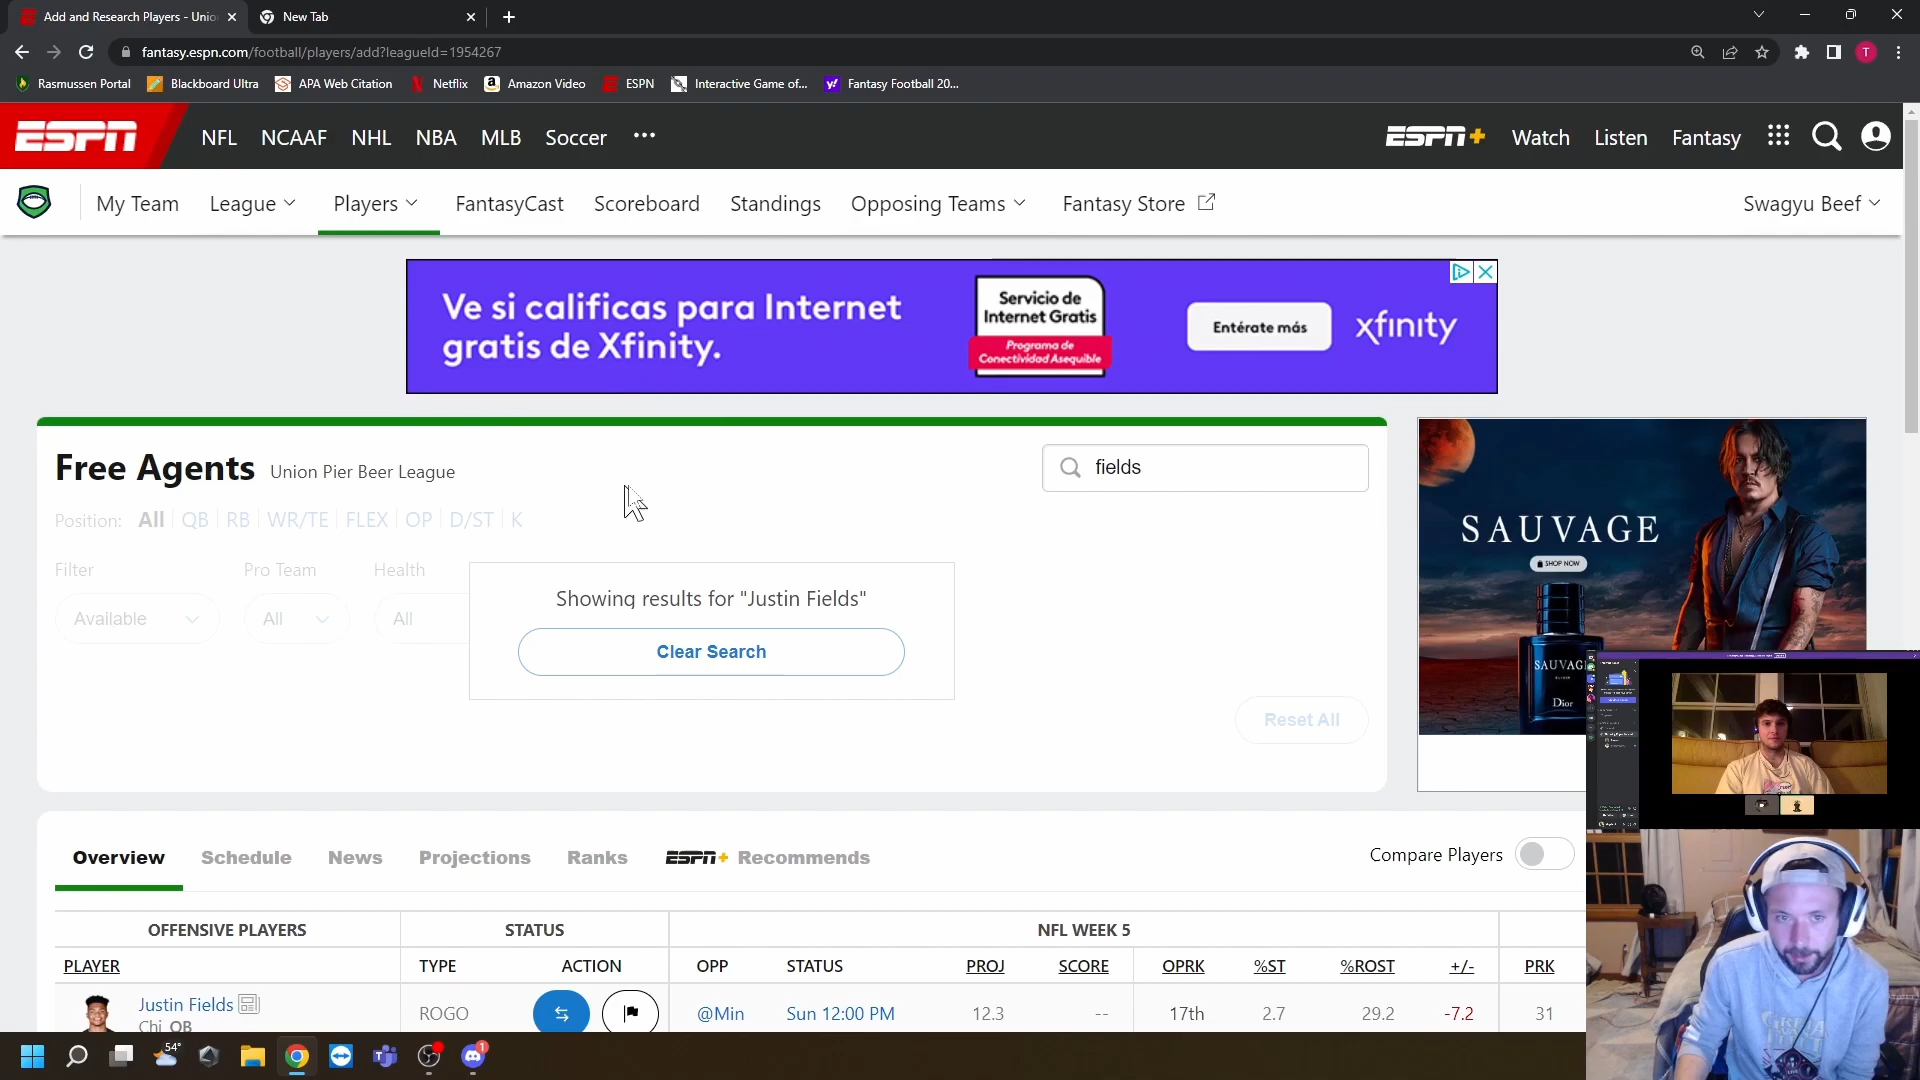 Add and Research Players - Unio
New Tab
fantasy.espn.com/football/players/add?leagueId=1954267
T
Rasmussen Portal
Blackboard Ultra
APA Web Citation
Netflix
Amazon Video
ESPN
Interactive Game of...
Fantasy Football 20...
ESPN
NFL
NCAAF
NHL
NBA
MLB
Soccer
ESPN+
Watch
Listen
Fantasy
My Team
League
Players
FantasyCast
Scoreboard
Standings
Opposing Teams
Fantasy Store
Swagyu Beef
Ve si calificas para Internet
gratis de Xfinity.
Servicio de
Internet Gratis
Programa de
Conectividad Asequible
Entérate más
xfinity
Free Agents Union Pier Beer League
fields
Position: All QB RB WR/TE FLEX OP D/ST K
Filter
Pro Team
Health
Available
All
All
Showing results for "Justin Fields"
Clear Search
Reset All
SAUVAGE
SHOP NOW
SAUVAGE
Dior
Overview
Schedule
News
Projections
Ranks
ESPN+ Recommends
Compare Players
OFFENSIVE PLAYERS
STATUS
NFL WEEK 5
PLAYER
TYPE
ACTION
OPP
STATUS
PROJ
SCORE
OPRK
%ST
%ROST
+/-
PRK
Justin Fields
Chi QB
ROGO
@Min
Sun 12:00 PM
12.3
--
17th
2.7
29.2
-7.2
31
54°
1